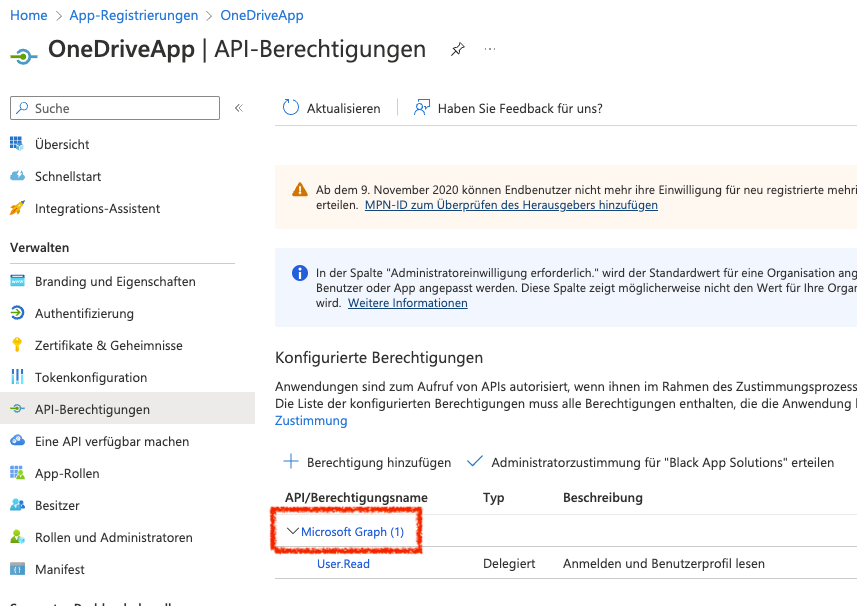 Home > App-Registrierungen > OneDriveApp
OneDriveApp | API-Berechtigungen
Suche
Übersicht
Schnellstart
Integrations-Assistent
Verwalten
Branding und Eigenschaften
Authentifizierung
Zertifikate & Geheimnisse
Tokenkonfiguration
API-Berechtigungen
Eine API verfügbar machen
App-Rollen
Besitzer
Rollen und Administratoren
Manifest
Aktualisieren
Haben Sie Feedback für uns?
Ab dem 9. November 2020 können Endbenutzer nicht mehr ihre Einwilligung für neu registrierte
erteilen. MPN-ID zum Überprüfen des Herausgebers hinzufügen
In der Spalte "Administratoreinwilligung erforderlich." wird der Standardwert für eine Organisation
Benutzer oder App angepasst werden. Diese Spalte zeigt möglicherweise nicht den Wert für Ihre
wird. Weitere Informationen
Konfigurierte Berechtigungen
Anwendungen sind zum Aufruf von APIs autorisiert, wenn ihnen im Rahmen des Zustimmungsprozess
Die Liste der konfigurierten Berechtigungen muss alle Berechtigungen enthalten, die die Anwendung
Zustimmung
Berechtigung hinzufügen
Administratorzustimmung für "Black App Solutions" erteilen
API/Berechtigungsname Typ Beschreibung
Microsoft Graph (1)
User.Read Delegiert Anmelden und Benutzerprofil lesen